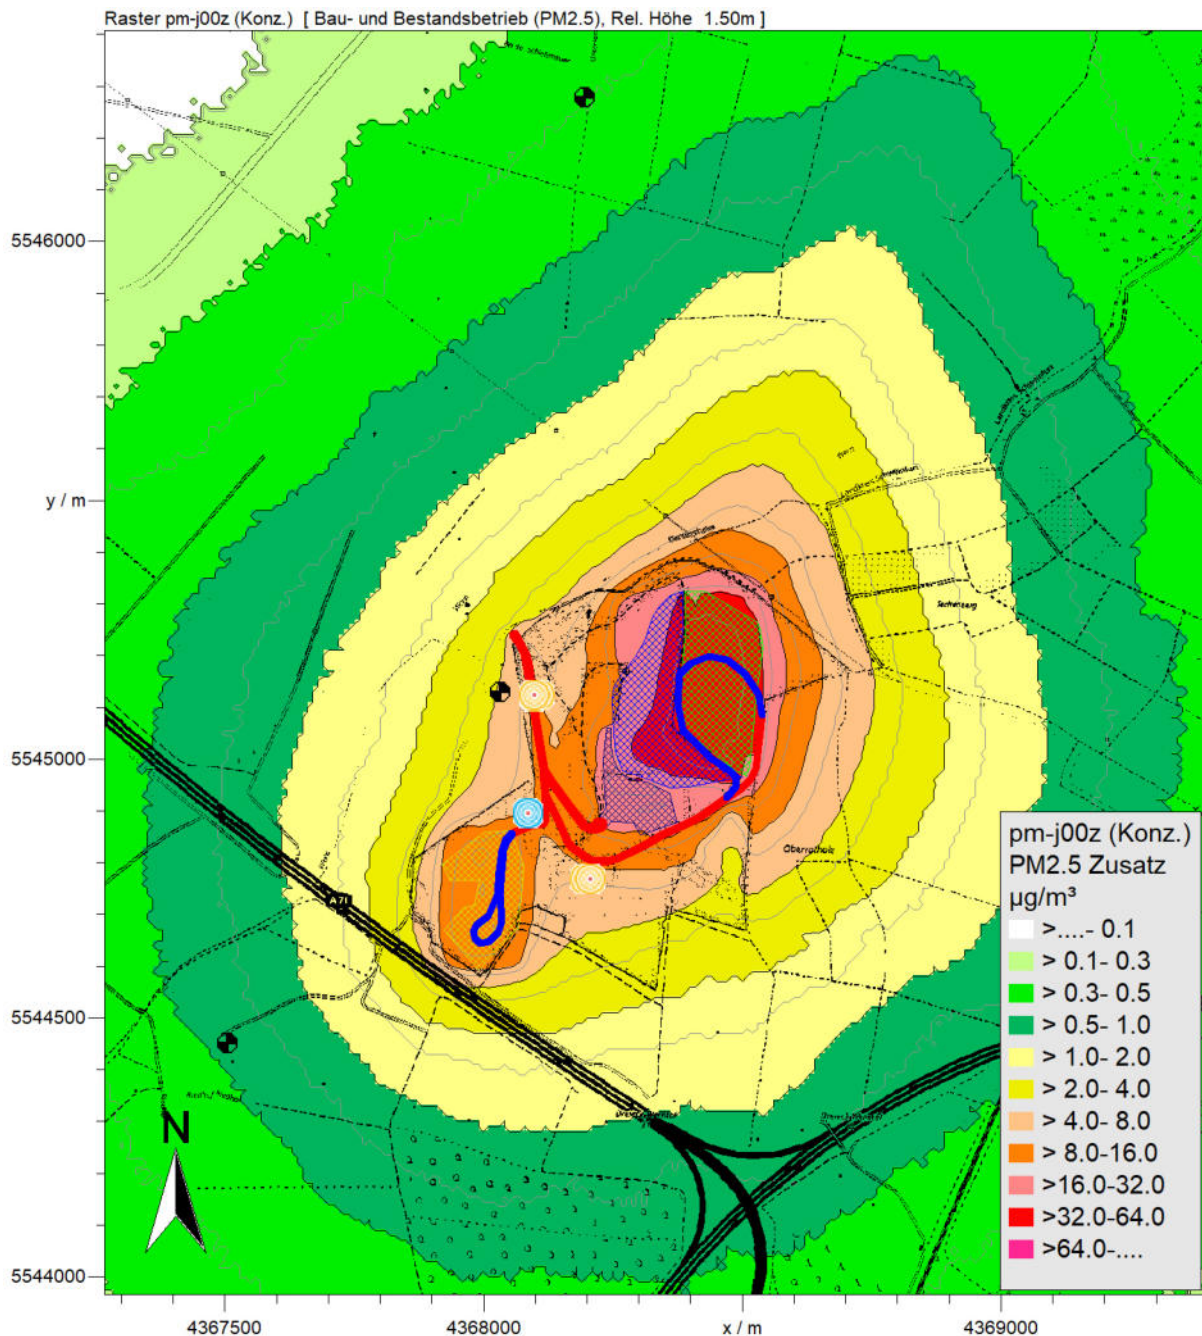 Raster pm-j00z (Konz.) [ Bau- und Bestandsbetrieb (PM2.5), Rel. Höhe 1.50m ]
5546000
y / m
5545000
Oberrotholz
A71
5544500
N
5544000
4367500
4368000
x / m
4369000
pm-j00z (Konz.)
PM2.5 Zusatz
µg/m³
>....- 0.1
> 0.1- 0.3
> 0.3- 0.5
> 0.5- 1.0
> 1.0- 2.0
> 2.0- 4.0
> 4.0- 8.0
> 8.0-16.0
>16.0-32.0
>32.0-64.0
>64.0-....